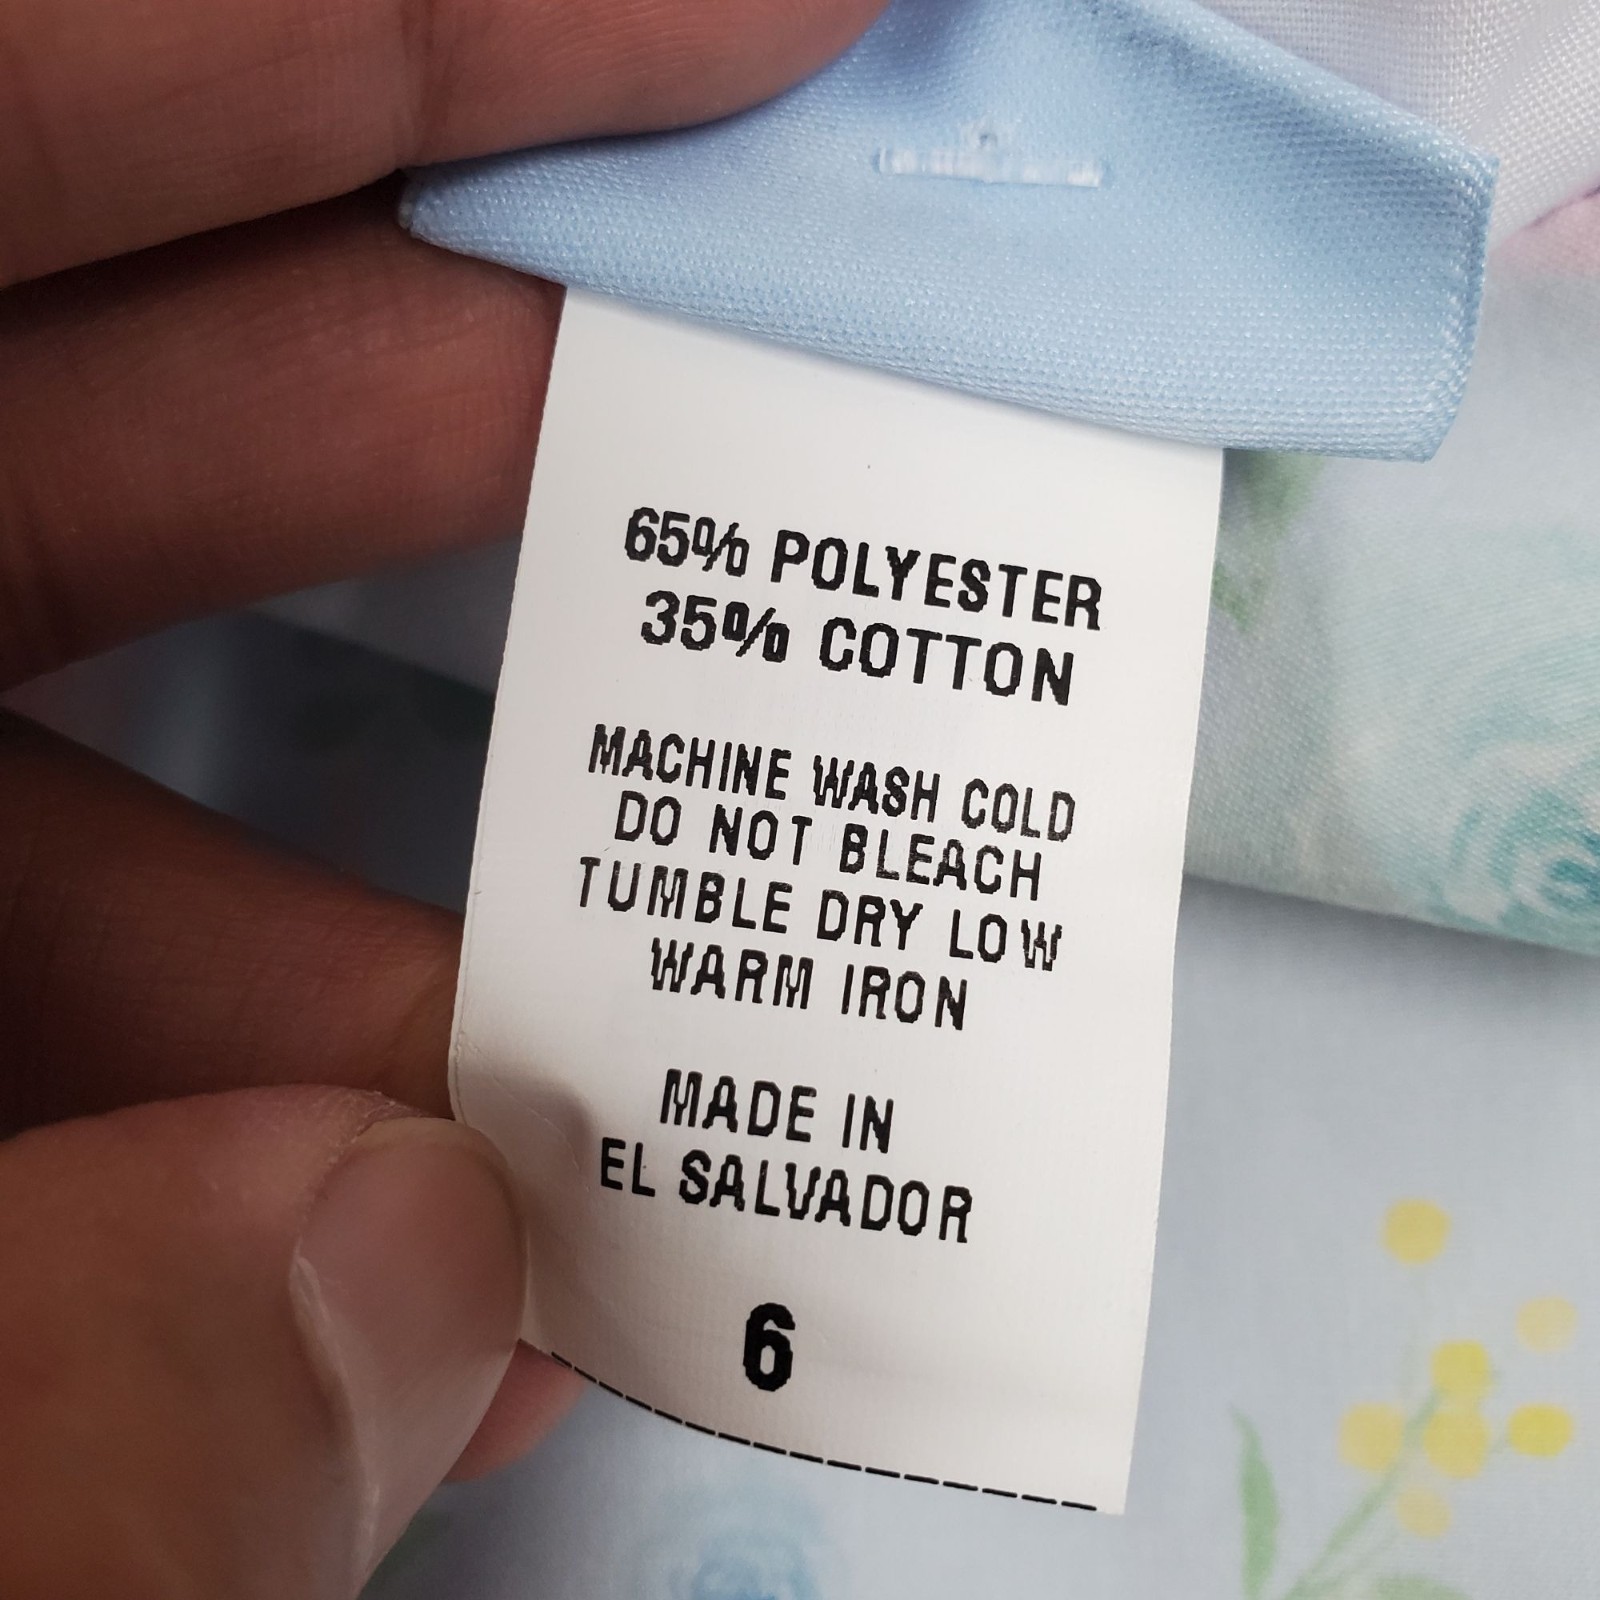 65% POLYESTER
35% COTTON
MACHINE WASH COLD
DO NOT BLEACH
TUMBLE DRY LOW
WARM IRON
MADE IN
EL SALVADOR
6